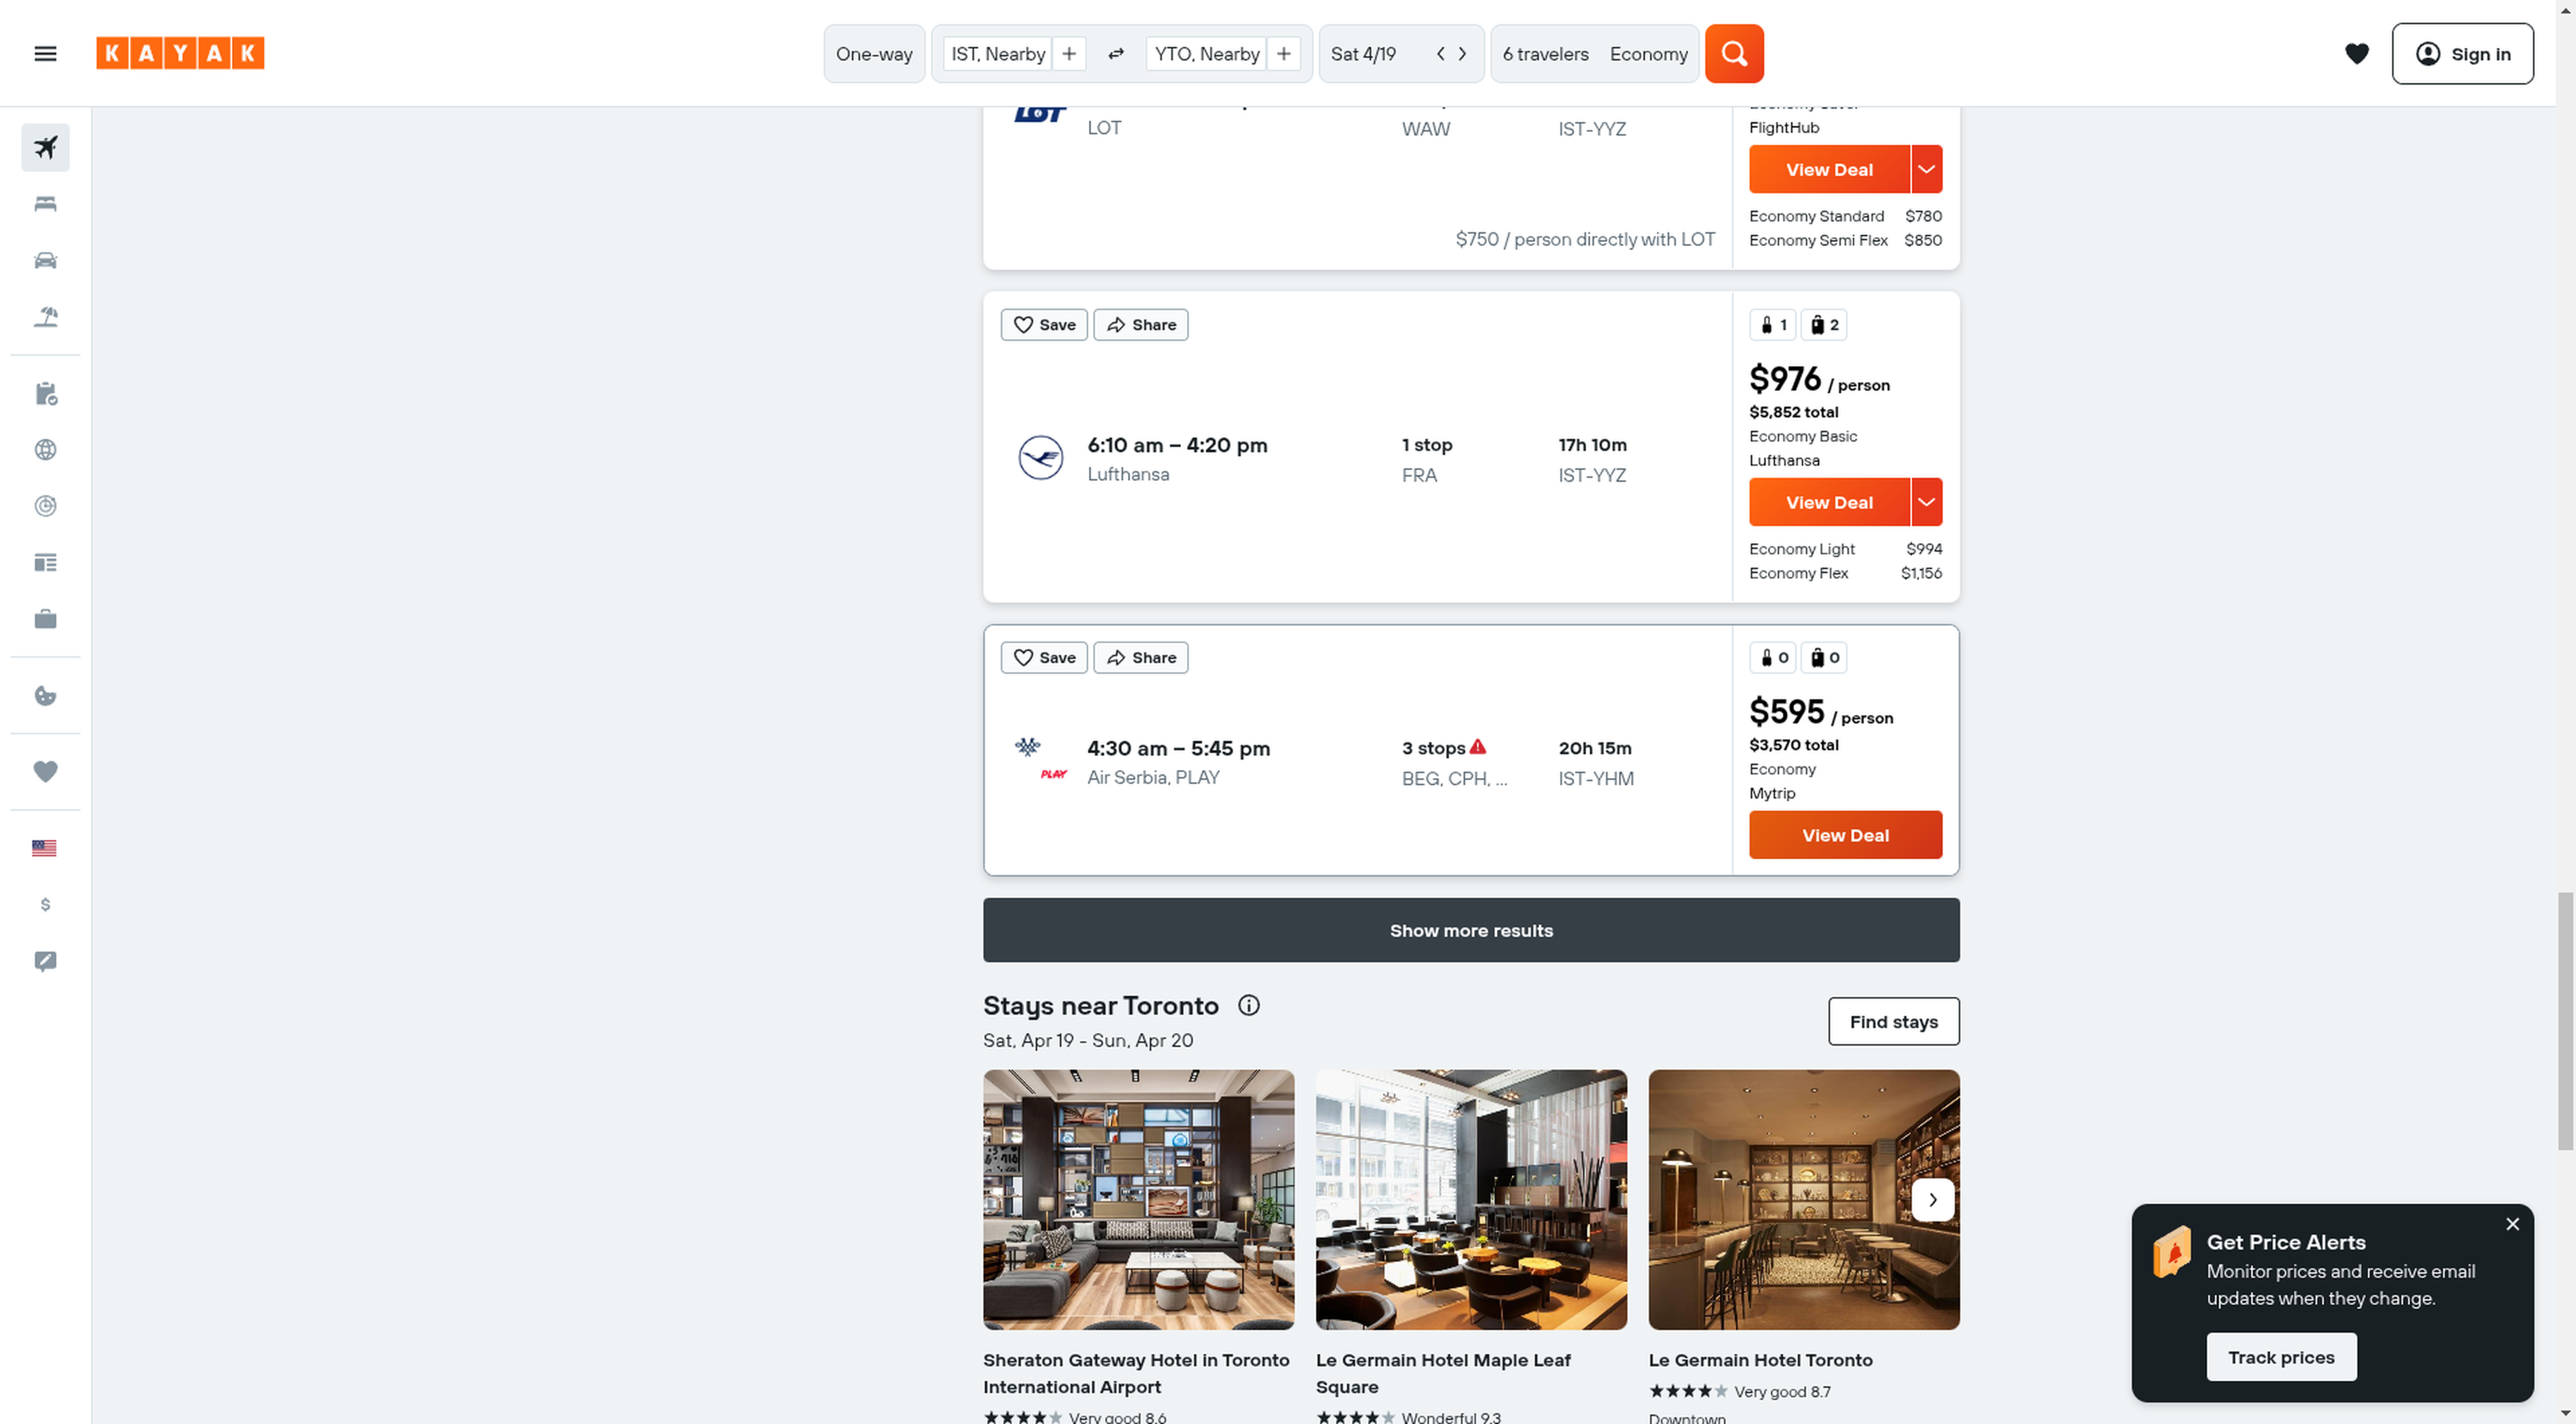 KAYAK
One-way
IST, Nearby
YTO, Nearby
Sat 4/19
6 travelers Economy
Sign in
LOT
LOT
WAW
IST-YYZ
FlightHub
View Deal
Economy Standard $780
Economy Semi Flex $850
$750 / person directly with LOT
Save
Share
1
2
$976 / person
$5,852 total
Economy Basic
Lufthansa
6:10 am – 4:20 pm
Lufthansa
1 stop
FRA
17h 10m
IST-YYZ
View Deal
Economy Light $994
Economy Flex $1,156
Save
Share
0
0
$595 / person
$3,570 total
Economy
Mytrip
PLAY
4:30 am – 5:45 pm
Air Serbia, PLAY
3 stops
BEG, CPH, ...
20h 15m
IST-YHM
View Deal
Show more results
Stays near Toronto
Sat, Apr 19 - Sun, Apr 20
Find stays
Sheraton Gateway Hotel in Toronto
International Airport
Very good 8.6
Le Germain Hotel Maple Leaf
Square
Wonderful 9.3
Le Germain Hotel Toronto
Very good 8.7
Downtown
Get Price Alerts
Monitor prices and receive email
updates when they change.
Track prices
$